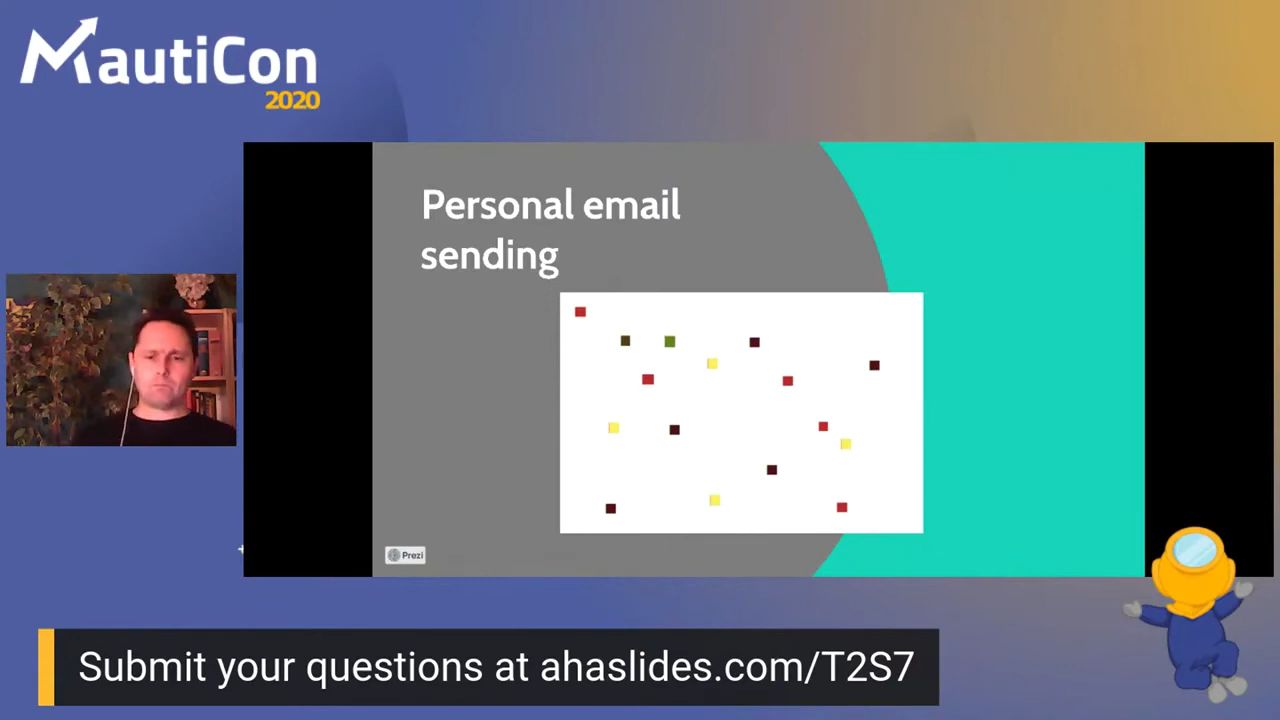 MautiCon
2020
Personal email
sending
Prezi
Submit your questions at ahaslides.com/T2S7